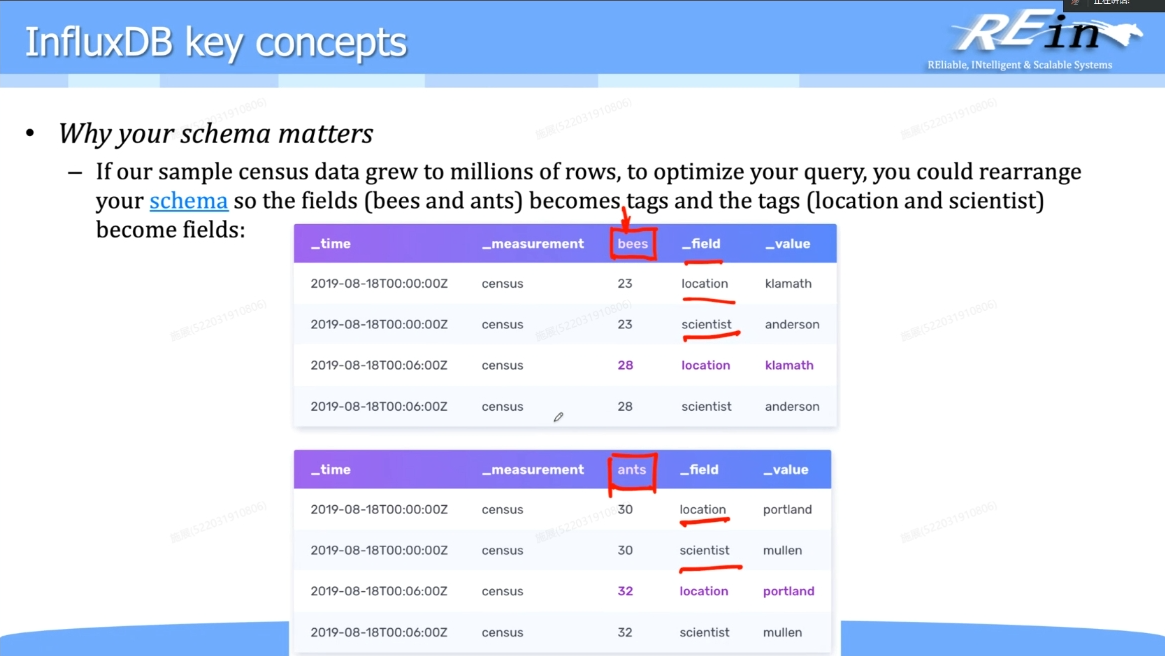 InfluxDB key concepts
REin
REliable, INtelligent & Scalable Systems
• Why your schema matters
– If our sample census data grew to millions of rows, to optimize your query, you could rearrange
your schema so the fields (bees and ants) becomes tags and the tags (location and scientist)
become fields:
_time _measurement bees _field _value
2019-08-18T00:00:00Z census 23 location klamath
2019-08-18T00:00:00Z census 23 scientist anderson
2019-08-18T00:06:00Z census 28 location klamath
2019-08-18T00:06:00Z census 28 scientist anderson
_time _measurement ants _field _value
2019-08-18T00:00:00Z census 30 location portland
2019-08-18T00:00:00Z census 30 scientist mullen
2019-08-18T00:06:00Z census 32 location portland
2019-08-18T00:06:00Z census 32 scientist mullen